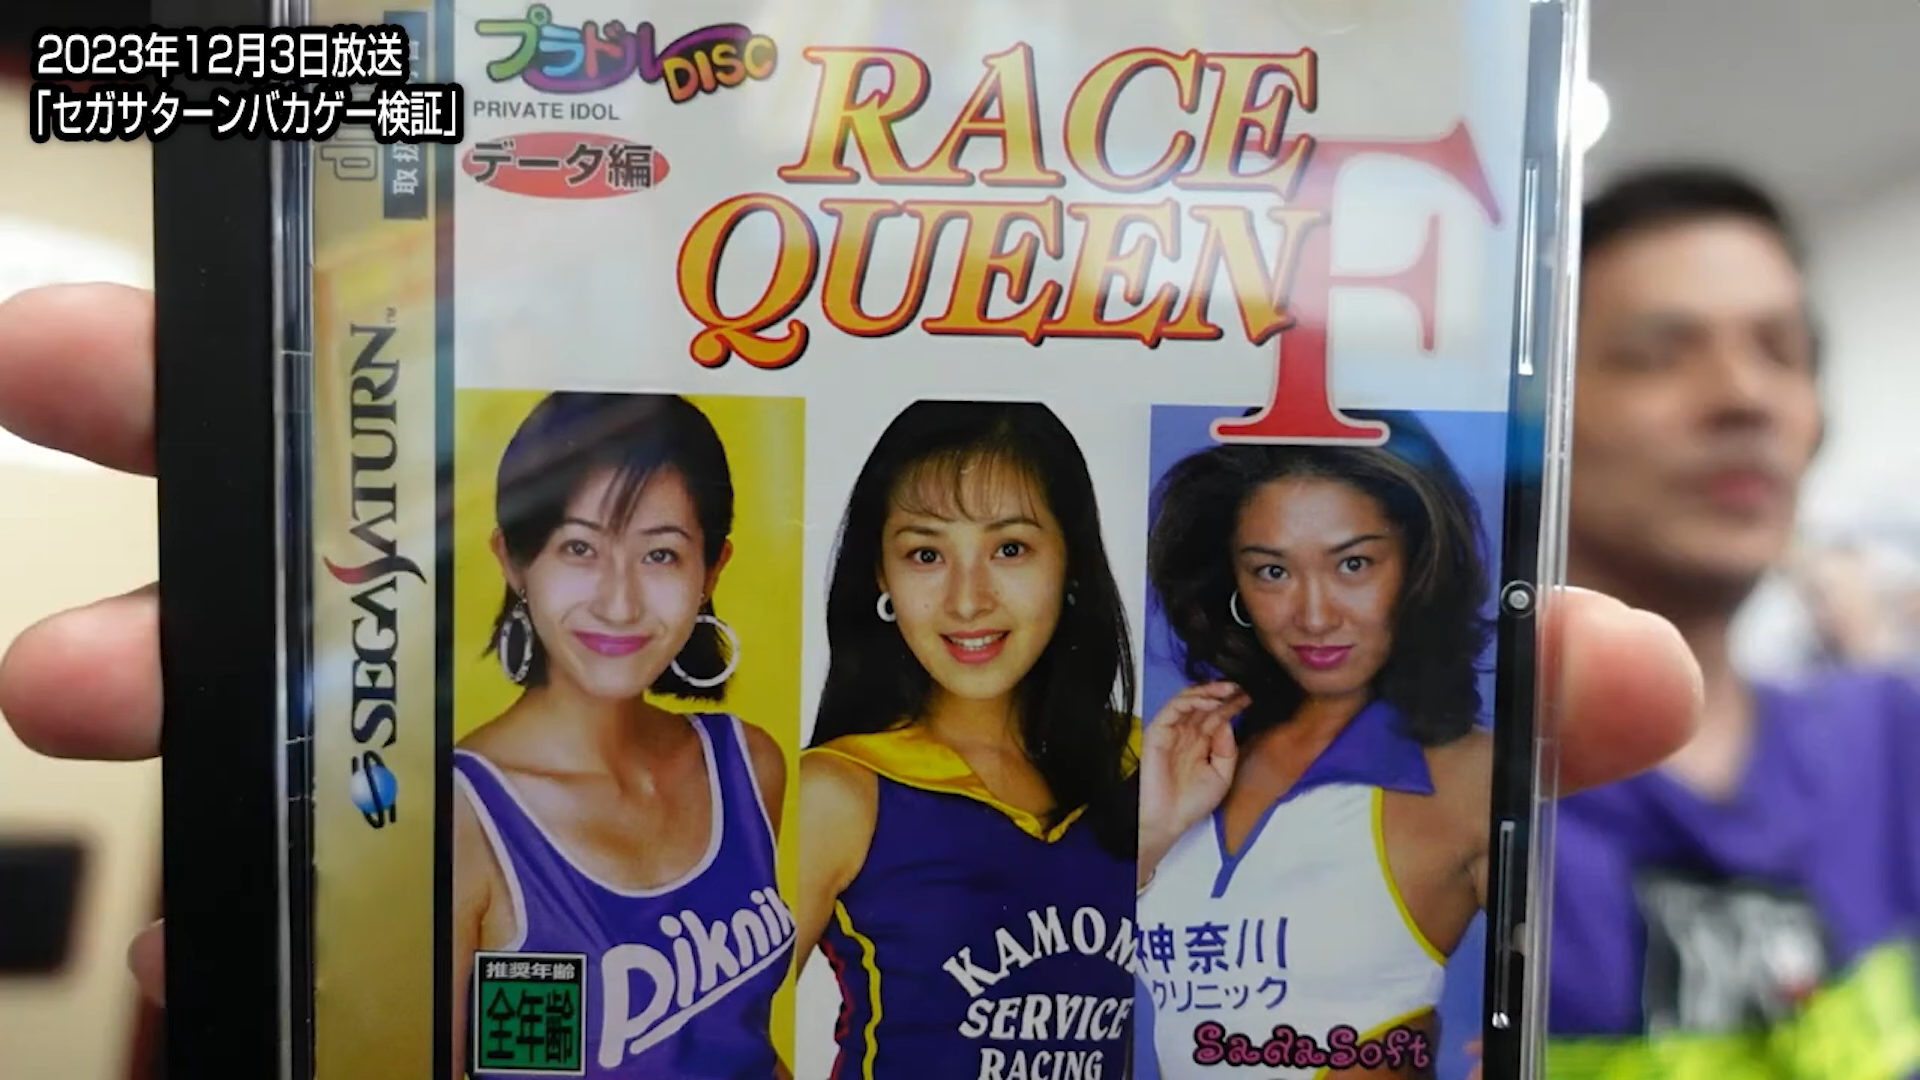 2023年12月3日放送
「セガサターンバカゲー検証」
プラドルDISC
PRIVATE IDOL
データ編
RACE
QUEEN
F
取扱
SEGA SATURN™
Piknik
KAMOM
SERVICE
RACING
神奈川
クリニック
推奨年齢
全年齢
SadaSoft